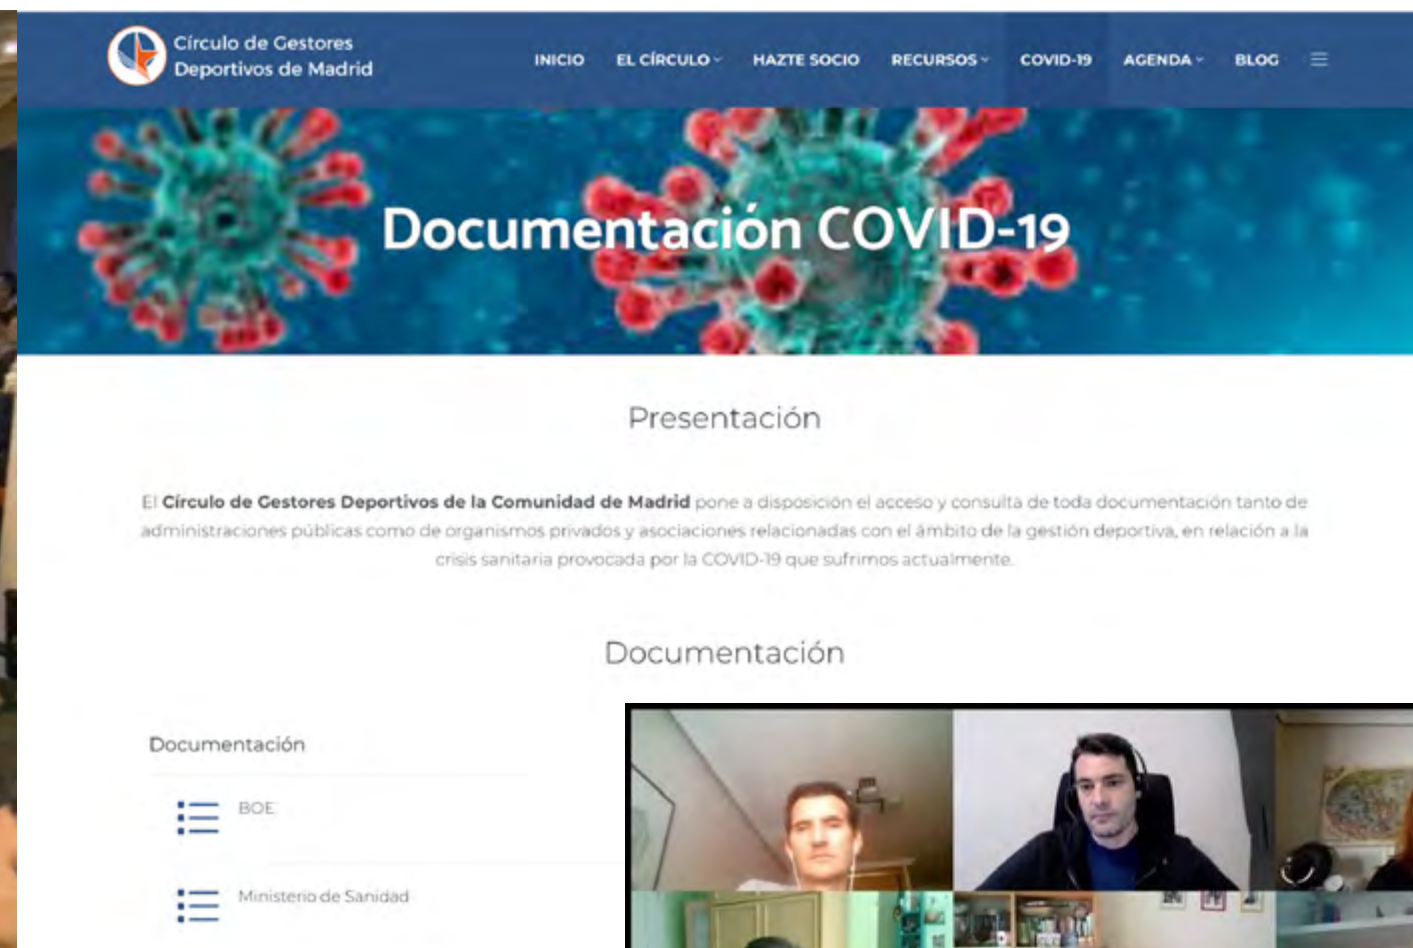 Círculo de Gestores
Deportivos de Madrid
INICIO EL CÍRCULO HAZTE SOCIO RECURSOS COVID-19 AGENDA BLOG
Documentación COVID-19
Presentación
El Círculo de Gestores Deportivos de la Comunidad de Madrid pone a disposición el acceso y consulta de toda documentación tanto de
administraciones públicas como de organismos privados y asociaciones relacionadas con el ámbito de la gestión deportiva, en relación a la
crisis sanitaria provocada por la COVID-19 que sufrimos actualmente.
Documentación
Documentación
BOE
Ministerio de Sanidad